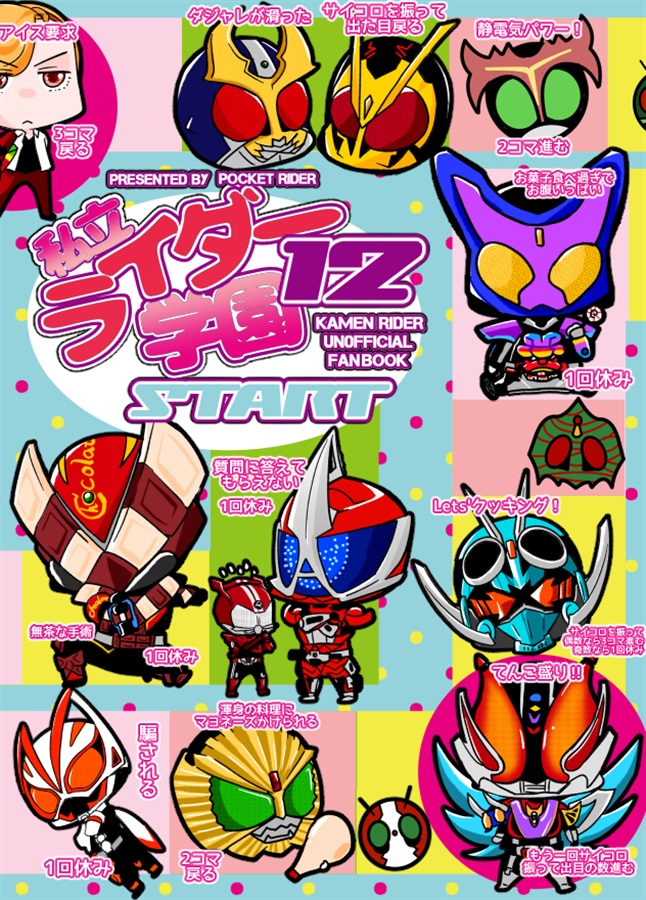 アイス要求
3コマ
戻る
ダジャレが滑った
サイコロを振って
出た目戻る
静電気パワー！
2コマ進む
PRESENTED BY POCKET RIDER
私立
ライダー
学園
12
KAMEN RIDER
UNOFFICIAL
FANBOOK
START
お菓子食べ過ぎで
お腹いっぱい
1回休み
colat
無茶な手術
1回休み
質問に答えて
もらえない
1回休み
Lets'クッキング！
サイコロを振って
偶数なら3コマ進む
奇数なら1回休み
騙される
1回休み
渾身の料理に
マヨネーズかけられる
2コマ
戻る
てんこ盛り!!
もう一回サイコロ
振って出目の数進む